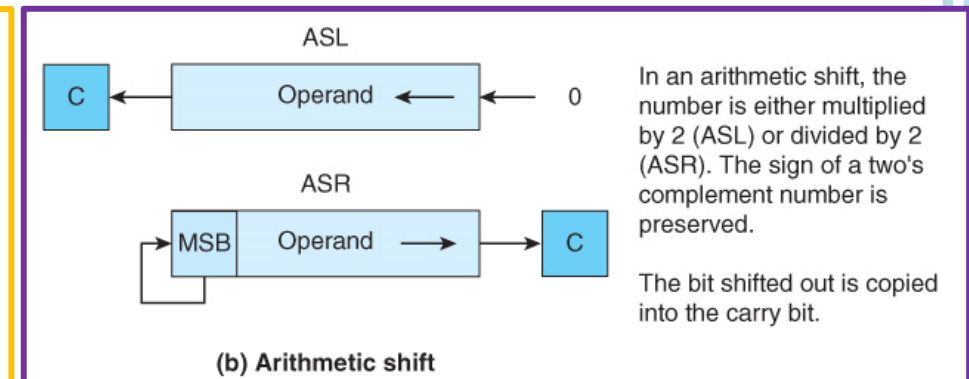 ASL
C
Operand
0
In an arithmetic shift, the
number is either multiplied
by 2 (ASL) or divided by 2
(ASR). The sign of a two's
complement number is
preserved.
ASR
MSB
Operand
C
The bit shifted out is copied
into the carry bit.
(b) Arithmetic shift